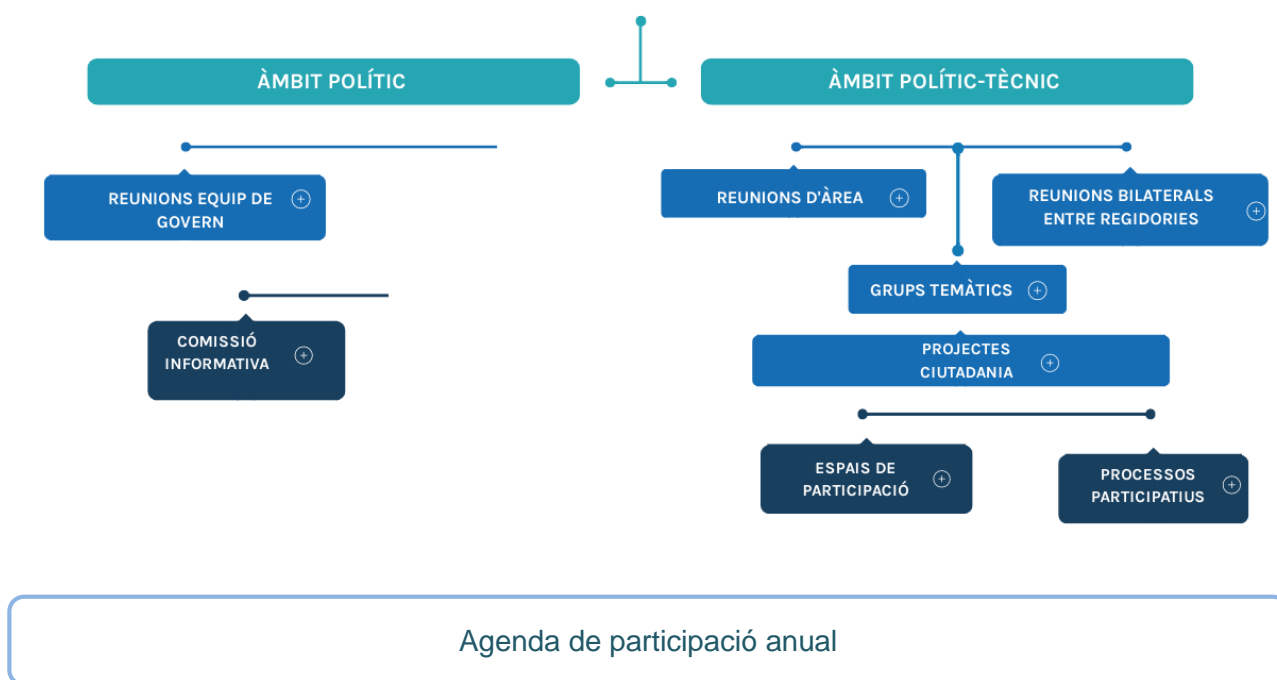 ÀMBIT POLÍTIC
ÀMBIT POLÍTIC-TÈCNIC
REUNIONS EQUIP DE
GOVERN
REUNIONS D'ÀREA
REUNIONS BILATERALS
ENTRE REGIDORIES
GRUPS TEMÀTICS
COMISSIÓ
INFORMATIVA
PROJECTES
CIUTADANIA
ESPAIS DE
PARTICIPACIÓ
PROCESSOS
PARTICIPATIUS
Agenda de participació anual